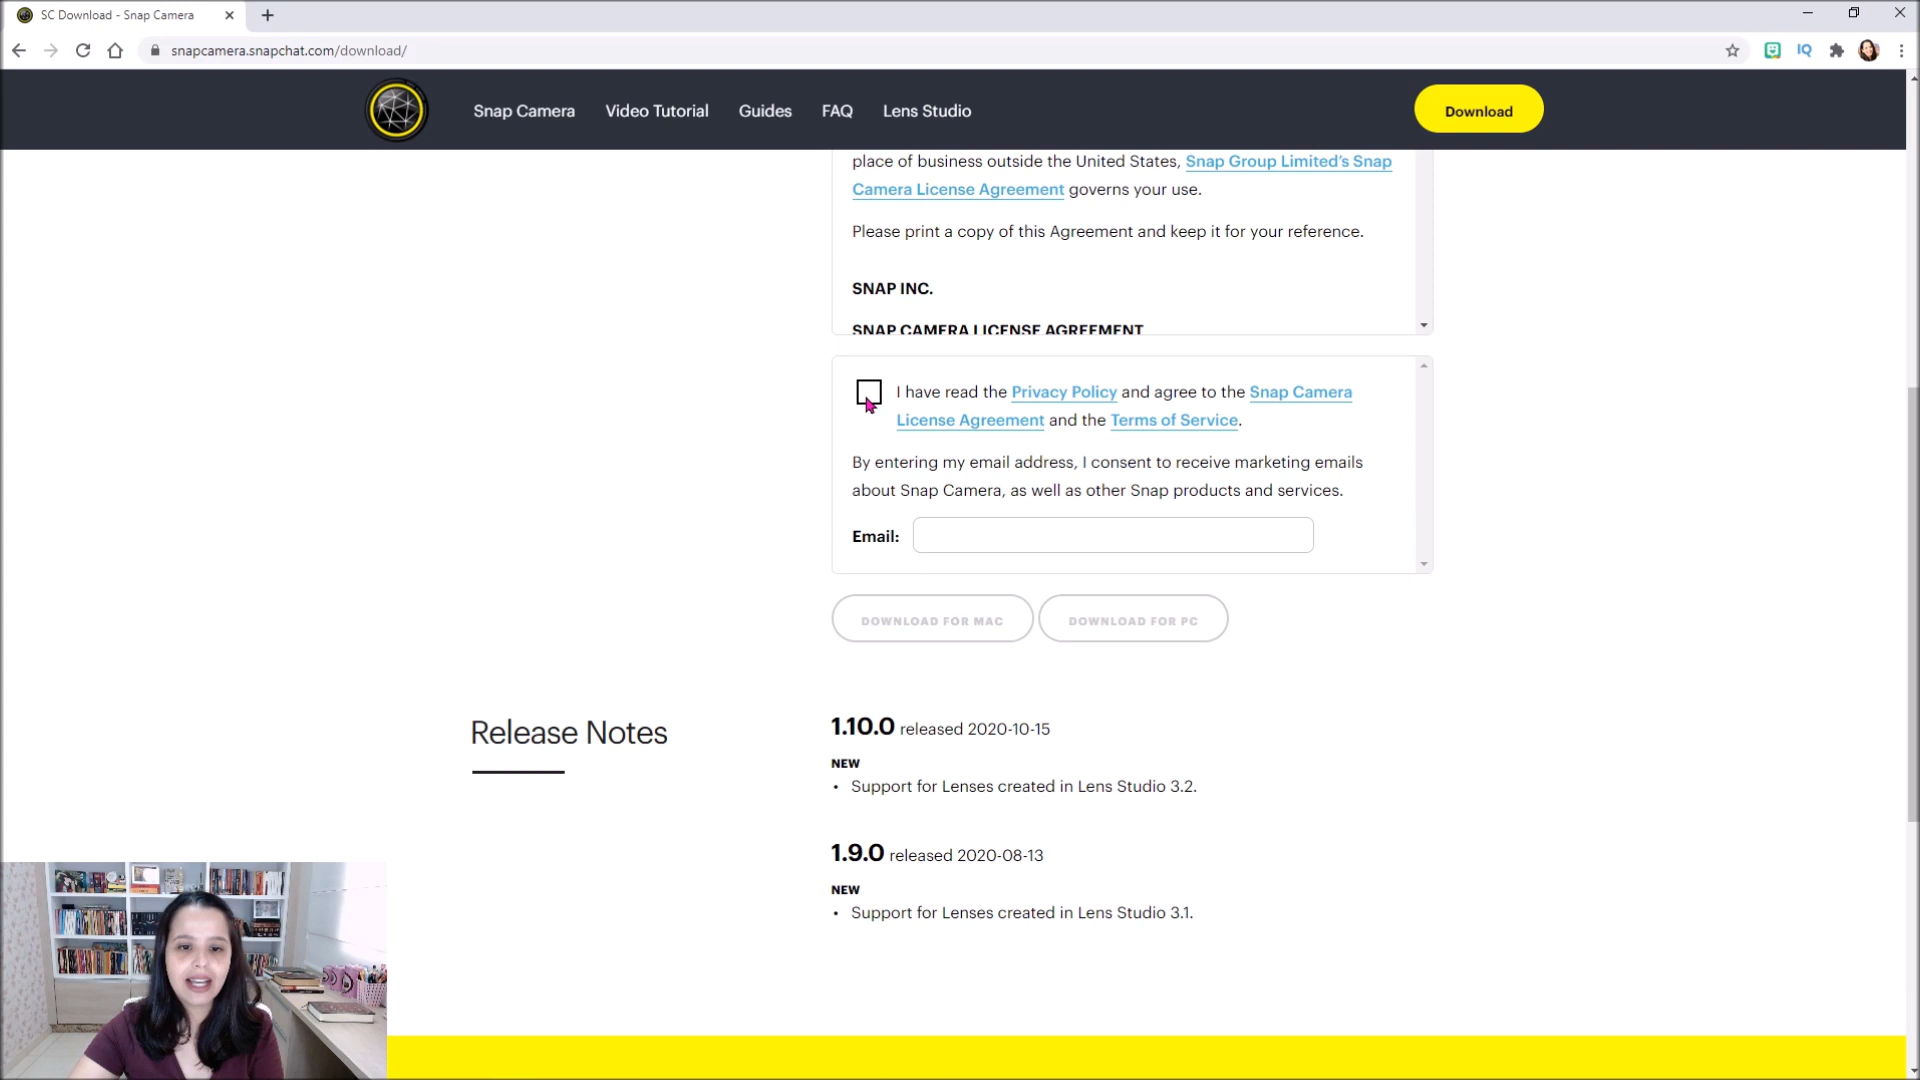 SC Download - Snap Camera
snapcamera.snapchat.com/download/
IQ
Snap Camera Video Tutorial Guides FAQ Lens Studio Download
place of business outside the United States, Snap Group Limited’s Snap
Camera License Agreement governs your use.
Please print a copy of this Agreement and keep it for your reference.
SNAP INC.
SNAP CAMERA LICENSE AGREEMENT
I have read the Privacy Policy and agree to the Snap Camera
License Agreement and the Terms of Service.
By entering my email address, I consent to receive marketing emails
about Snap Camera, as well as other Snap products and services.
Email:
DOWNLOAD FOR MAC DOWNLOAD FOR PC
Release Notes
1.10.0 released 2020-10-15
NEW
• Support for Lenses created in Lens Studio 3.2.
1.9.0 released 2020-08-13
NEW
• Support for Lenses created in Lens Studio 3.1.